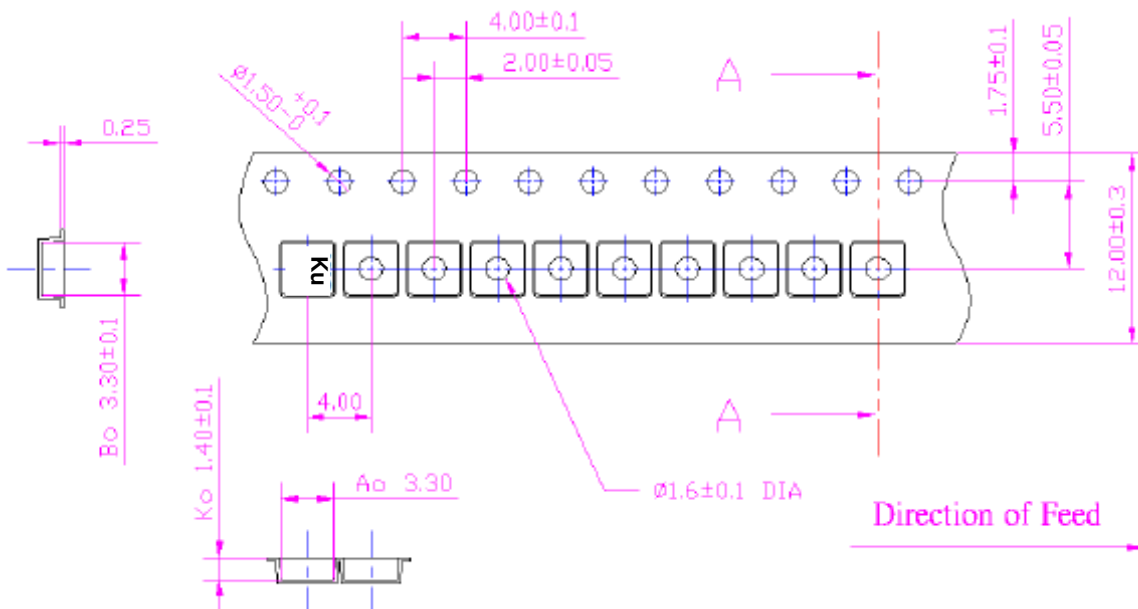 4.00±0.1
2.00±0.05
Ø1.50 +0.1
-0
0.25
A
1.75±0.1
5.50±0.05
12.00±0.3
Ku
Bo 3.30±0.1
4.00
A
Ko 1.40±0.1
Ao 3.30
Ø1.6±0.1 DIA
Direction of Feed